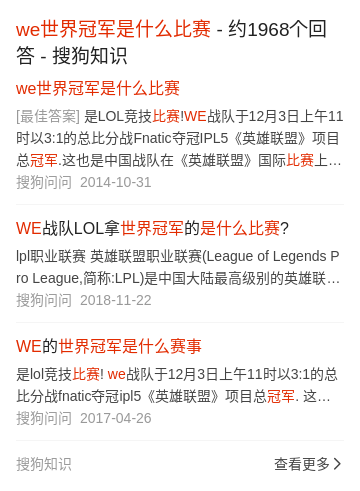 we世界冠军是什么比赛 - 约1968个回
答 - 搜狗知识
we世界冠军是什么比赛
[最佳答案] 是LOL竞技比赛!WE战队于12月3日上午11
时以3:1的总比分战Fnatic夺冠IPL5《英雄联盟》项目
总冠军.这也是中国战队在《英雄联盟》国际比赛上…
搜狗问问 2014-10-31
WE战队LOL拿世界冠军的是什么比赛?
lpl职业联赛 英雄联盟职业联赛(League of Legends P
ro League,简称:LPL)是中国大陆最高级别的英雄联…
搜狗问问 2018-11-22
WE的世界冠军是什么赛事
是lol竞技比赛! we战队于12月3日上午11时以3:1的总
比分战fnatic夺冠ipl5《英雄联盟》项目总冠军. 这…
搜狗问问 2017-04-26
搜狗知识 查看更多